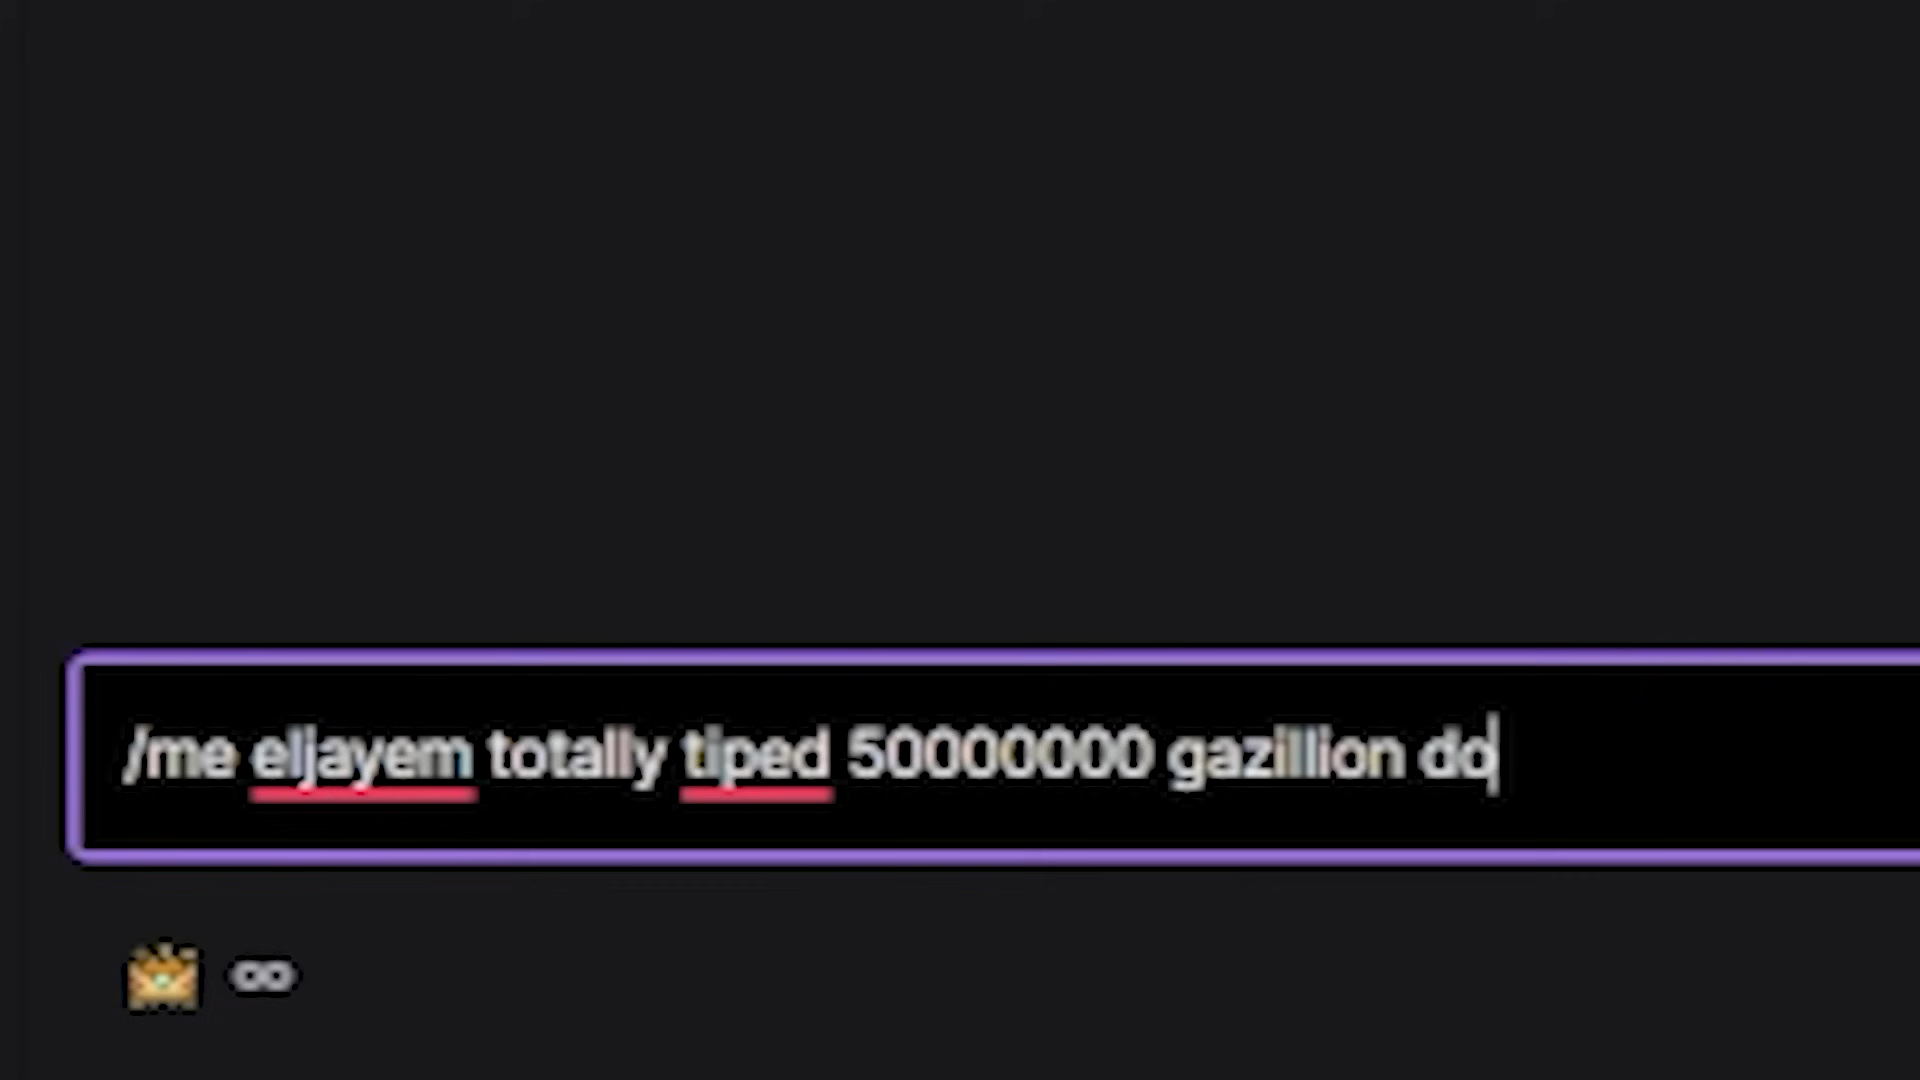 /me eljayem totally tiped 50000000 gazillion do
∞